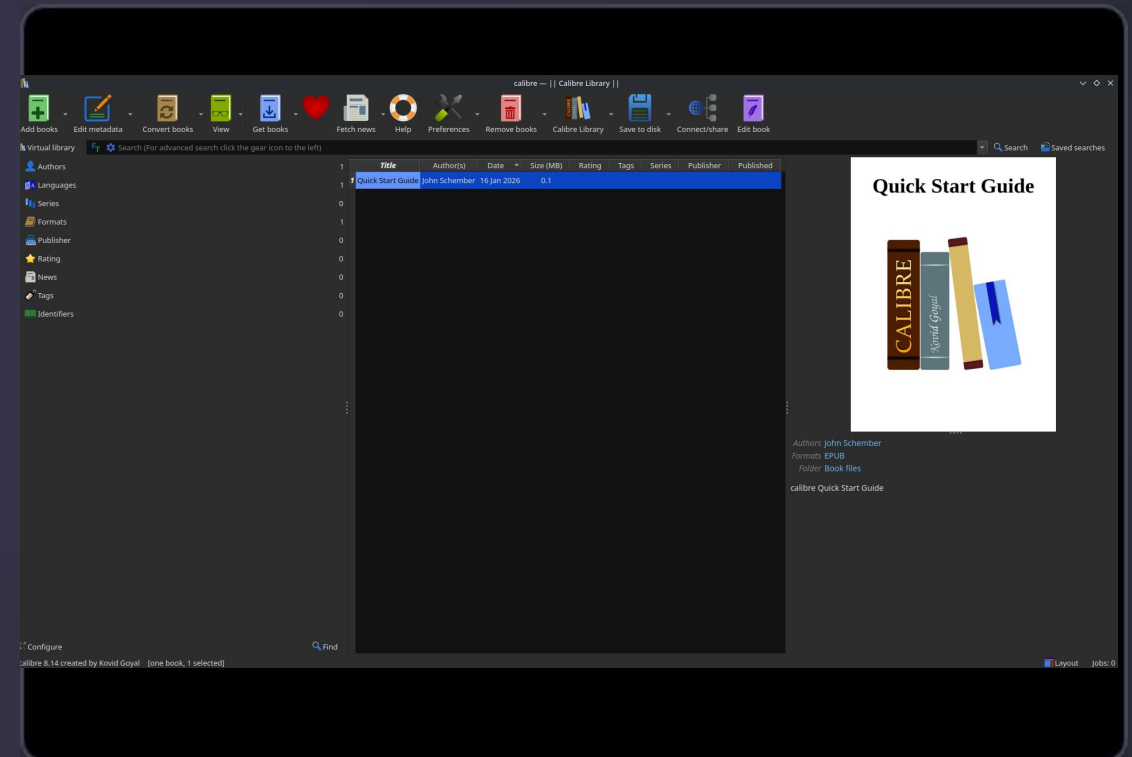 calibre — || Calibre Library ||
Add books Edit metadata Convert books View Get books Fetch news Help Preferences Remove books Calibre Library Save to disk Connect/share Edit book
Virtual library Search (For advanced search click the gear icon to the left) Search Saved searches
Authors 1
Languages 1
Series 0
Formats 1
Publisher 0
Rating 0
News 0
Tags 0
Identifiers 0
Title Author(s) Date Size (MB) Rating Tags Series Publisher Published
1 Quick Start Guide John Schember 16 Jan 2026 0.1
Quick Start Guide
CALIBRE
Kovid Goyal
Authors John Schember
Formats EPUB
Folder Book files
calibre Quick Start Guide
Configure Find
calibre 8.14 created by Kovid Goyal [one book, 1 selected] Layout Jobs: 0